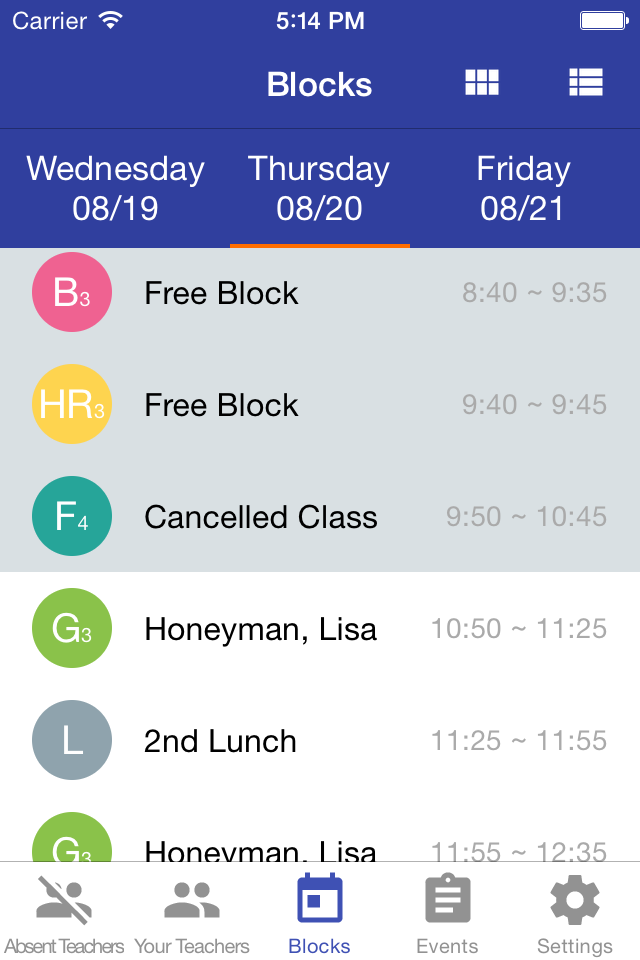 Carrier 5:14 PM
Blocks
Wednesday Thursday Friday
08/19 08/20 08/21
B3 Free Block 8:40 ~ 9:35
HR3 Free Block 9:40 ~ 9:45
F4 Cancelled Class 9:50 ~ 10:45
G3 Honeyman, Lisa 10:50 ~ 11:25
L 2nd Lunch 11:25 ~ 11:55
G3 Honeyman, Lisa 11:55 ~ 12:35
Absent Teachers Your Teachers Blocks Events Settings